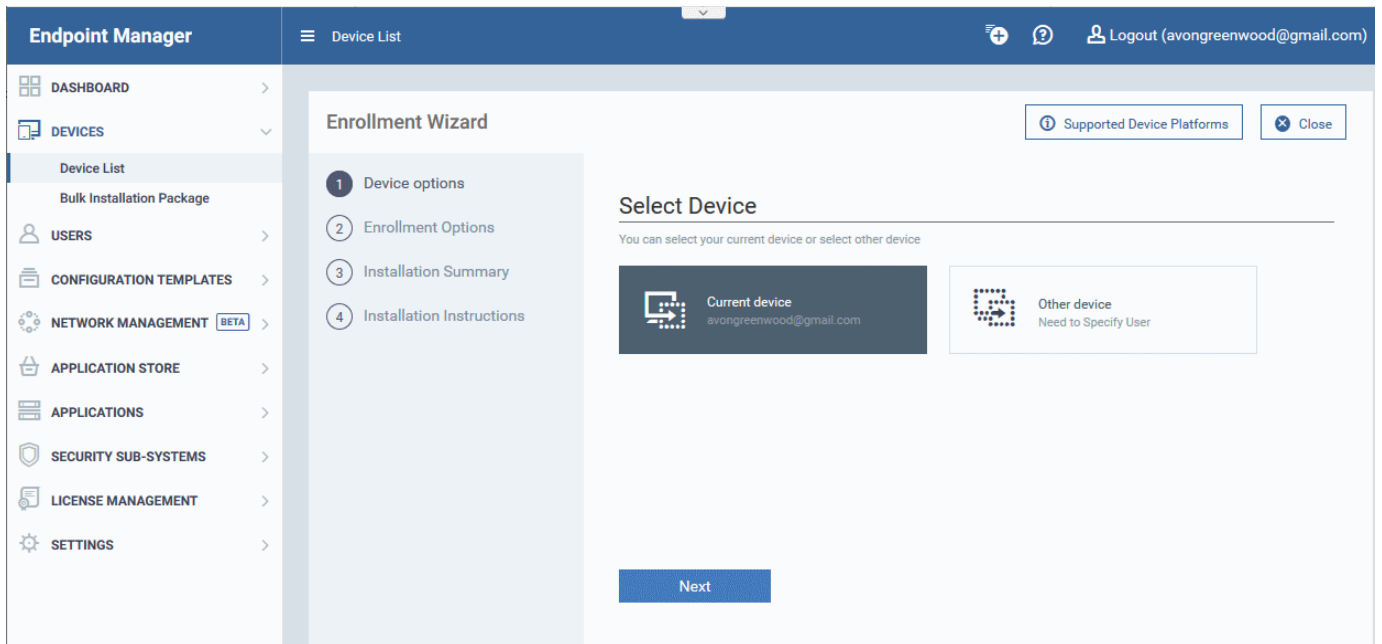 Endpoint Manager
Device List
Logout (avongreenwood@gmail.com)
DASHBOARD
DEVICES
Device List
Bulk Installation Package
USERS
CONFIGURATION TEMPLATES
NETWORK MANAGEMENT BETA
APPLICATION STORE
APPLICATIONS
SECURITY SUB-SYSTEMS
LICENSE MANAGEMENT
SETTINGS
Enrollment Wizard
Supported Device Platforms
Close
1 Device options
2 Enrollment Options
3 Installation Summary
4 Installation Instructions
Select Device
You can select your current device or select other device
Current device
avongreenwood@gmail.com
Other device
Need to Specify User
Next